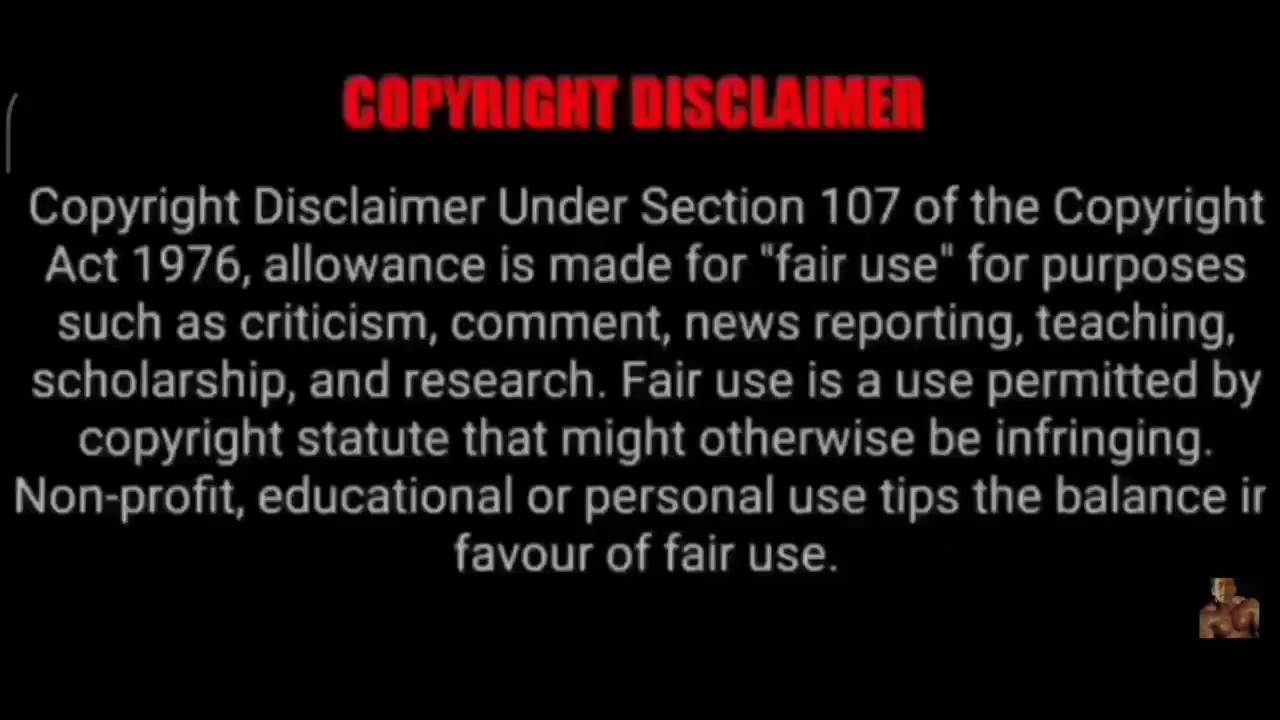 COPYRIGHT DISCLAIMER
Copyright Disclaimer Under Section 107 of the Copyright
Act 1976, allowance is made for "fair use" for purposes
such as criticism, comment, news reporting, teaching,
scholarship, and research. Fair use is a use permitted by
copyright statute that might otherwise be infringing.
Non-profit, educational or personal use tips the balance ir
favour of fair use.